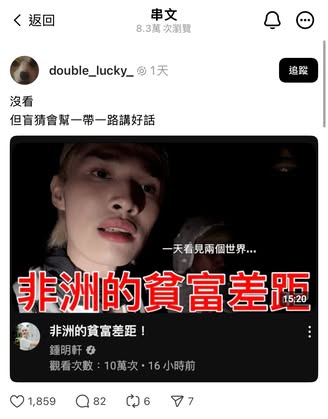 返回
串文
8.3萬 次瀏覽
double_lucky_ 1天
追蹤
沒看
但盲猜會幫一帶一路講好話
一天看見兩個世界...
非洲的貧富差距
15:20
非洲的貧富差距！
鍾明軒
觀看次數：10萬次・16 小時前
1,859 82 6 7